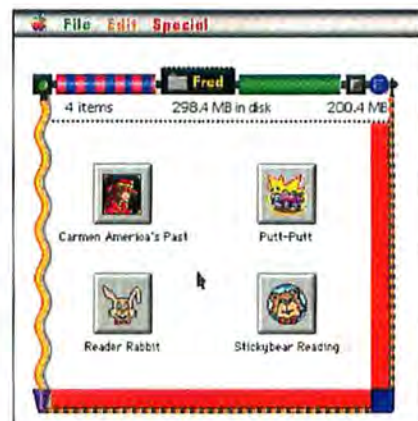 File Edit Special
Fred
4 items 298.4 MB in disk 200.4 MB
Carmen America's Past Putt-Putt
Reader Rabbit Stickybear Reading